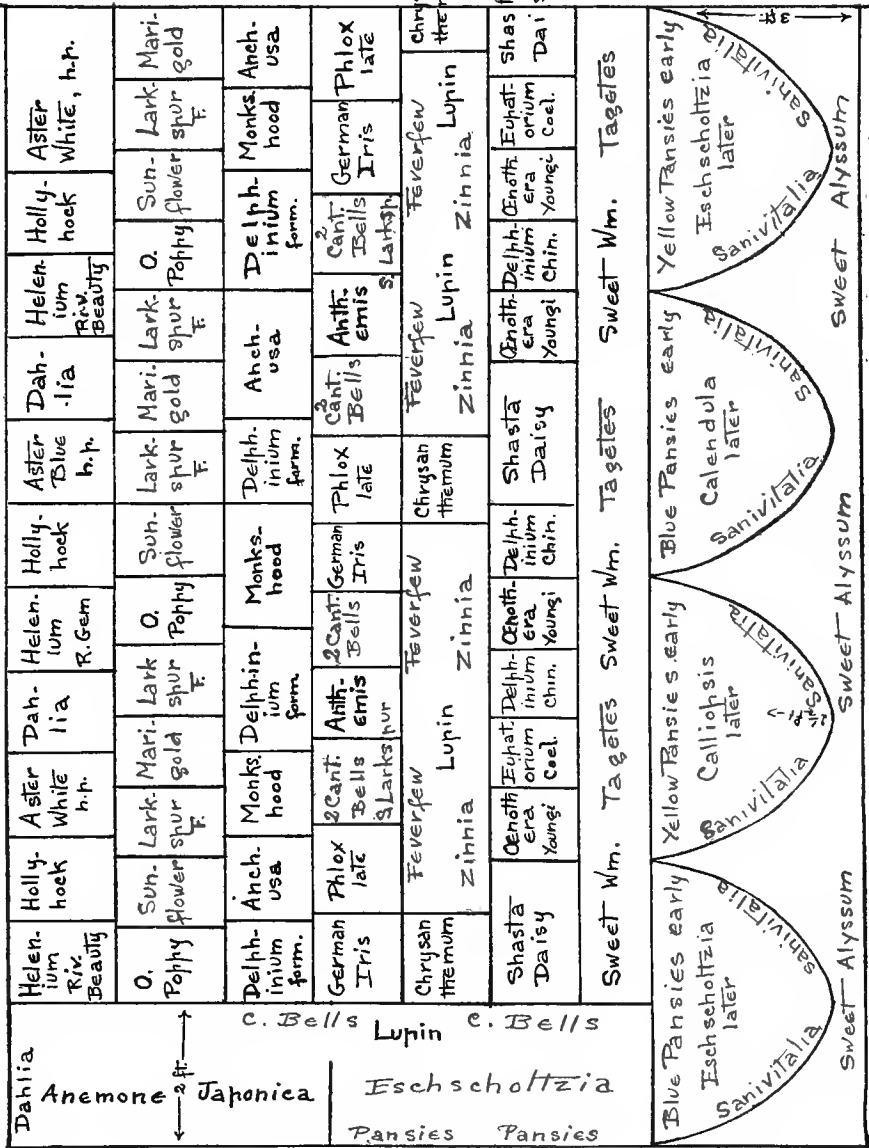 Helen-
ium
Riv.
Beauty
Holly-
hock
Aster
White
h.p.
Dah-
lia
Helen-
ium
R. Gem
Holly-
hock
Aster
Blue
h.p.
Dah-
-lia
Helen-
ium
Riv.
Beauty
Holly-
hock
Aster
White, h.p.
O.
Poppy
Sun-
flower
Lark-
spur
F.
Mari-
gold
Lark
spur
F.
O.
Poppy
Sun-
flower
Lark-
spur
F.
Mari-
gold
Lark-
spur
F.
O.
Poppy
Sun-
flower
Lark-
spur
F.
Mari-
gold
Delph-
inium
form.
Anch-
usa
Monks
hood
Delph-in-
ium
form.
Monks-
hood
Delph-
inium
form.
Anch-
usa
Delph-
inium
form.
Monks
hood
Anch-
usa
German
Iris
Phlox
late
2 Cant.
Bells
S Larkspur
Anth-
emis
2 Cant.
Bells
German
Iris
Phlox
late
2 Cant.
Bells
Anth-
emis
2 Cant.
Bells
S. Larksp.
German
Iris
Phlox
late
Chrysan
themum
Feverfew
Zinnia
Lupin
Feverfew
Zinnia
Chrysan
themum
Feverfew
Zinnia
Lupin
Feverfew
Zinnia
Lupin
Chrys
them
Shasta
Daisy
Œnoth
era
Youngi
Eupat.
orium
Coel.
Delph-
inium
Chin.
Œnoth-
era
Youngi
Delph-
inium
Chin.
Shasta
Daisy
Œnoth-
era
Youngi
Delph-
inium
Chin.
Œnoth-
era
Youngi
Eupat-
orium
Coel.
Shas
Dai
Sweet Wm. Tagetes Sweet Wm. Tagetes Sweet Wm. Tagetes
Blue Pansies early
Eschscholtzia
later
Sanivitalia
Sanivitalia
Yellow Pansies early
Calliopsis
later
Sanivitalia
Sanivitalia
2½ ft
Blue Pansies early
Calendula
later
Sanivitalia
Sanivitalia
Yellow Pansies early
Eschscholtzia
later
Sanivitalia
Sanivitalia
3 ft
Sweet Alyssum
Sweet Alyssum
Sweet Alyssum
Sweet Alyssum
Dahlia
Anemone Japonica
2 ft.
C. Bells Lupin C. Bells
Eschscholtzia
Pansies Pansies